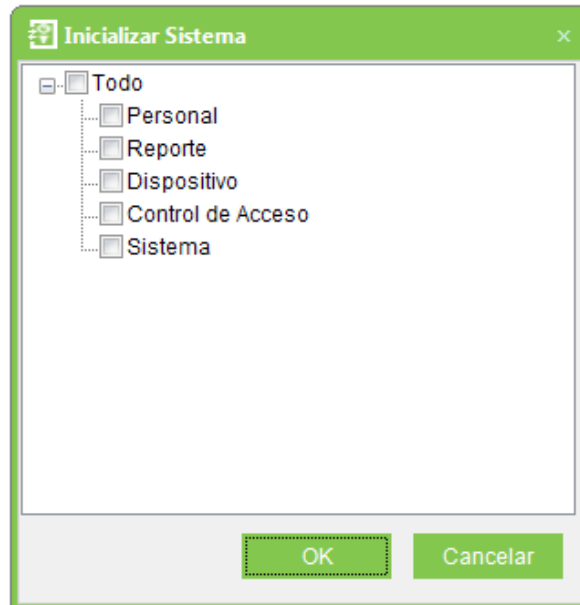 Inicializar Sistema
Todo
Personal
Reporte
Dispositivo
Control de Acceso
Sistema
OK Cancelar